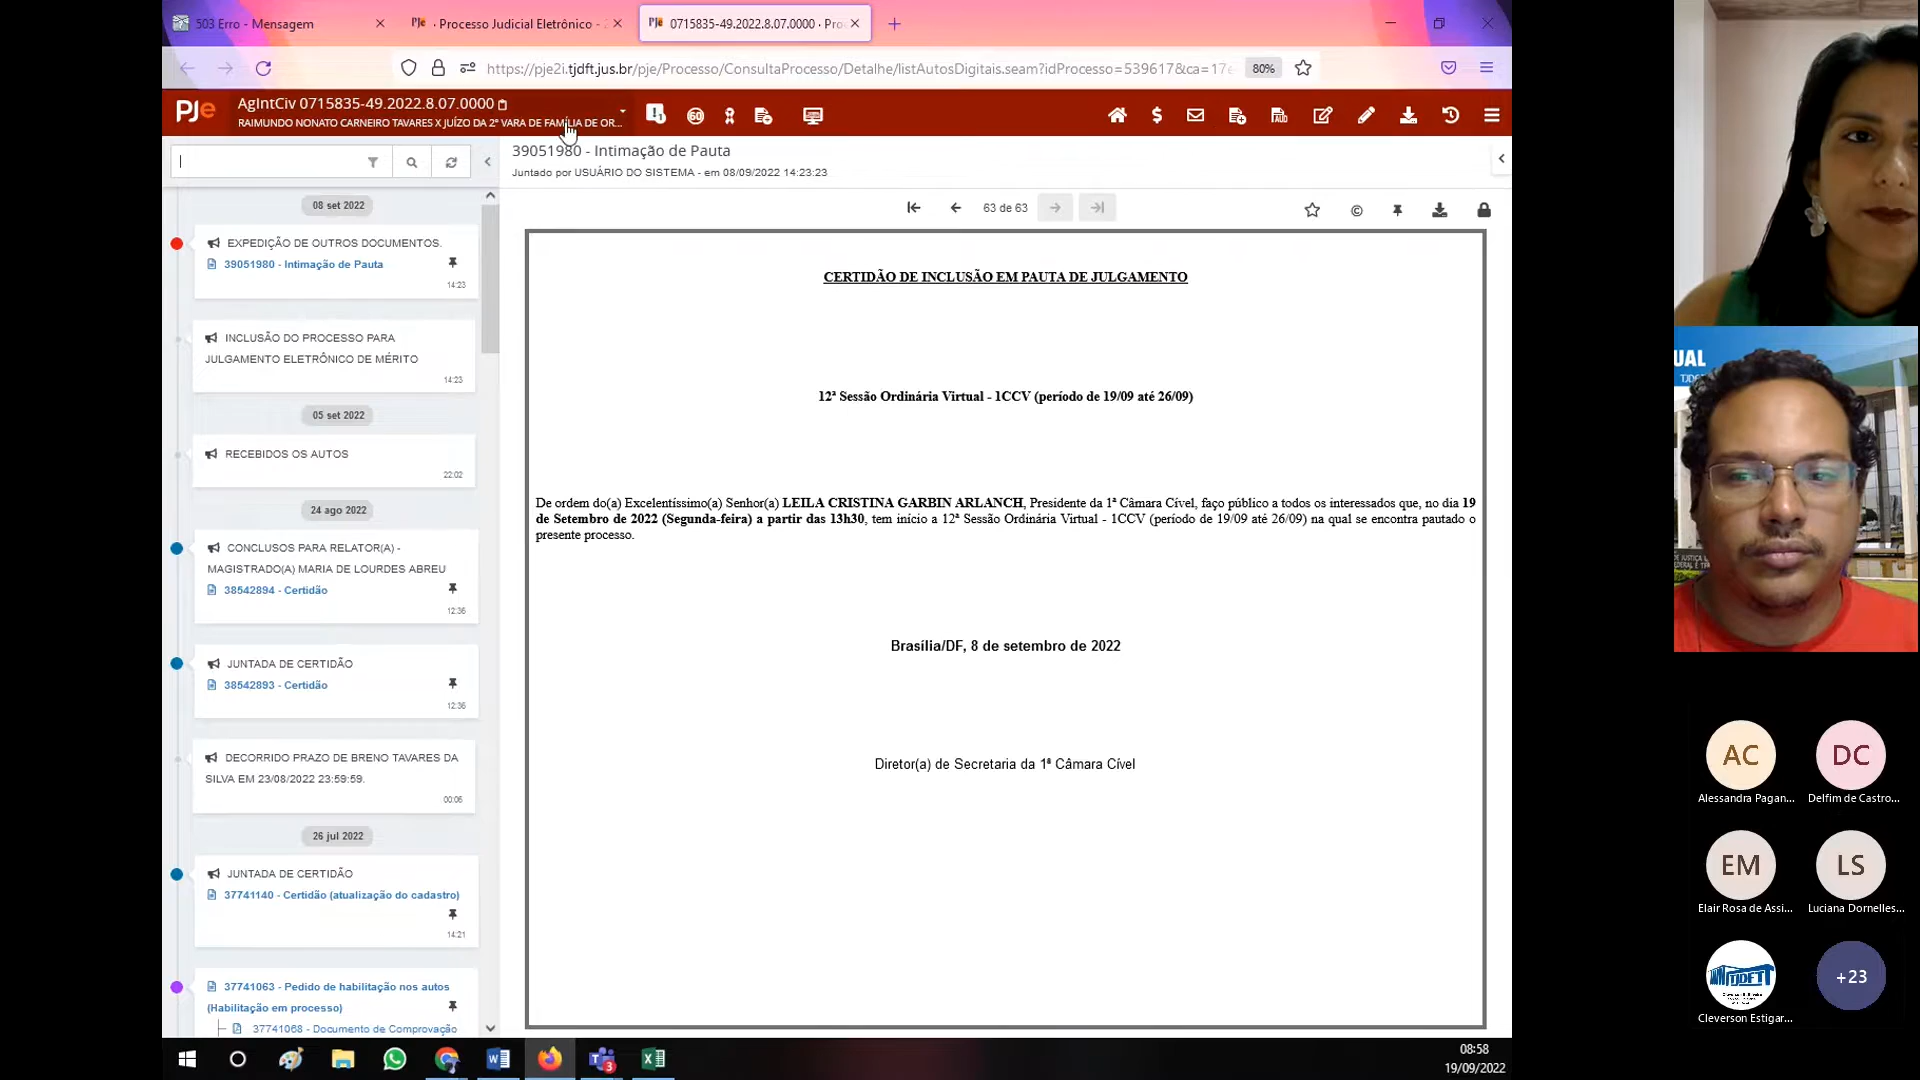 503 Erro - Mensagem
PJe · Processo Judicial Eletrônico -
PJe 0715835-49.2022.8.07.0000 · Pro
https://pje2i.tjdft.jus.br/pje/Processo/ConsultaProcesso/Detalhe/listAutosDigitais.seam?idProcesso=539617&ca=17e
80%
PJe
AgIntCiv 0715835-49.2022.8.07.0000
RAIMUNDO NONATO CARNEIRO TAVARES X JUÍZO DA 2ª VARA DE FAMÍLIA DE OR...
39051980 - Intimação de Pauta
Juntado por USUÁRIO DO SISTEMA - em 08/09/2022 14:23:23
63 de 63
08 set 2022
EXPEDIÇÃO DE OUTROS DOCUMENTOS.
39051980 - Intimação de Pauta
14:23
INCLUSÃO DO PROCESSO PARA
JULGAMENTO ELETRÔNICO DE MÉRITO
14:23
05 set 2022
RECEBIDOS OS AUTOS
22:02
24 ago 2022
CONCLUSOS PARA RELATOR(A) -
MAGISTRADO(A) MARIA DE LOURDES ABREU
38542894 - Certidão
12:36
JUNTADA DE CERTIDÃO
38542893 - Certidão
12:36
DECORRIDO PRAZO DE BRENO TAVARES DA
SILVA EM 23/08/2022 23:59:59.
00:06
26 jul 2022
JUNTADA DE CERTIDÃO
37741140 - Certidão (atualização do cadastro)
14:21
37741063 - Pedido de habilitação nos autos
(Habilitação em processo)
37741068 - Documento de Comprovação
CERTIDÃO DE INCLUSÃO EM PAUTA DE JULGAMENTO
12ª Sessão Ordinária Virtual - 1CCV (período de 19/09 até 26/09)
De ordem do(a) Excelentíssimo(a) Senhor(a) LEILA CRISTINA GARBIN ARLANCH, Presidente da 1ª Câmara Cível, faço público a todos os interessados que, no dia 19
de Setembro de 2022 (Segunda-feira) a partir das 13h30, tem início a 12ª Sessão Ordinária Virtual - 1CCV (período de 19/09 até 26/09) na qual se encontra pautado o
presente processo.
Brasília/DF, 8 de setembro de 2022
Diretor(a) de Secretaria da 1ª Câmara Cível
UAL
AC
DC
Alessandra Pagan...
Delfim de Castro...
EM
LS
Elair Rosa de Assi...
Luciana Dornelles...
TJDFT
+23
Cleverson Estigar...
3
08:58
19/09/2022